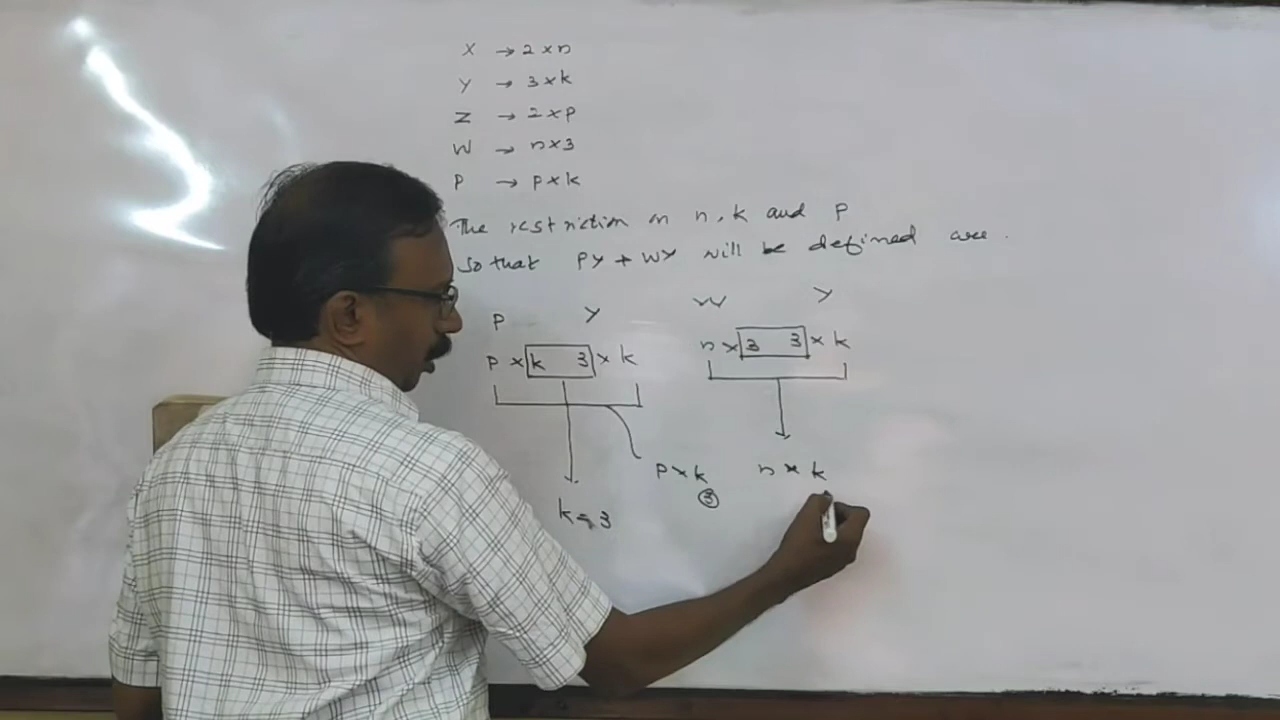 X → 2 × n
Y → 3 × k
Z → 2 × p
W → n × 3
P → p × k
The restriction on n, k and p
so that PY + WY will be defined are.
P Y W Y
p × k 3 × k n × 3 3 × k
p × k n × k
3
k = 3